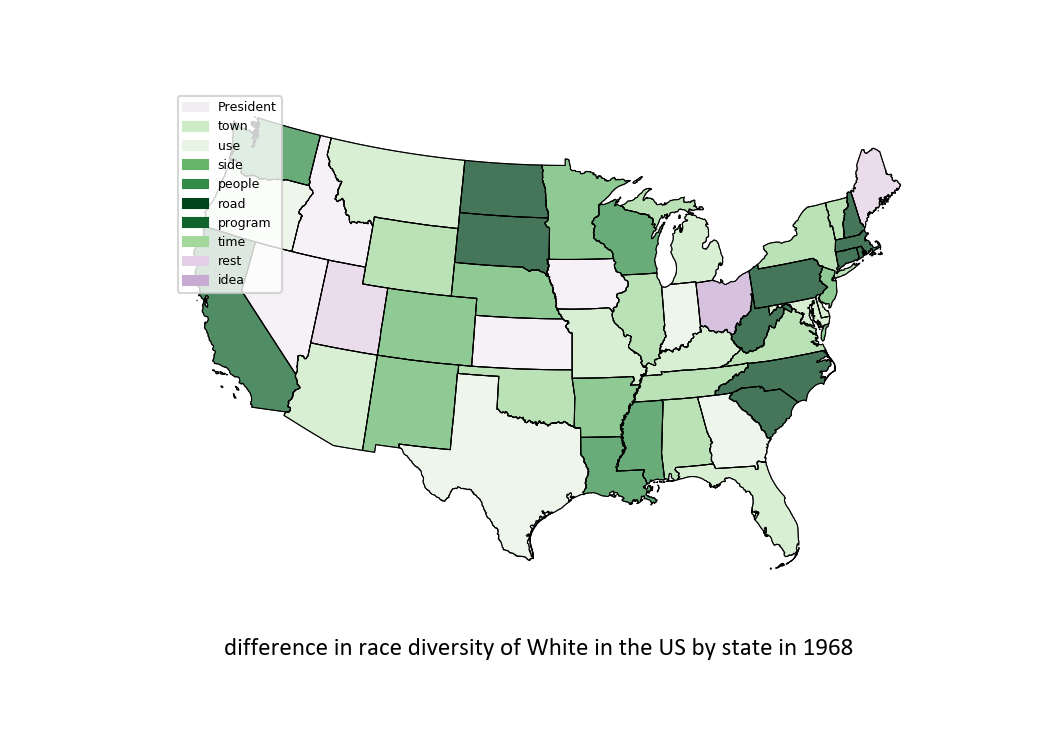 President
town
use
side
people
road
program
time
rest
idea
difference in race diversity of White in the US by state in 1968